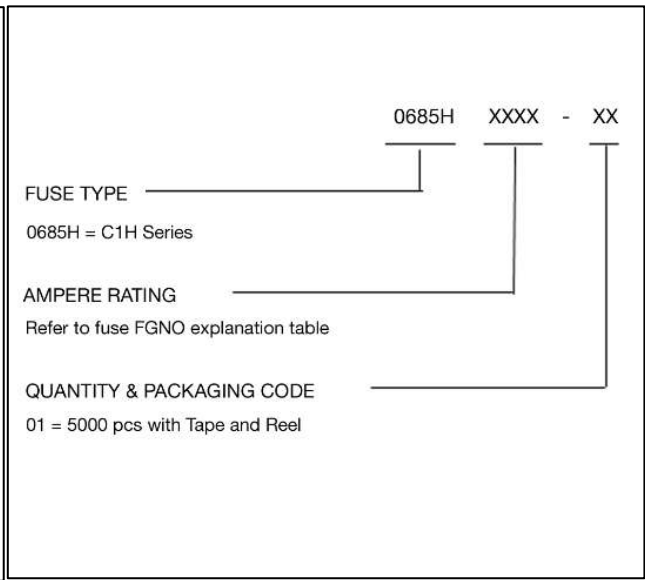 0685H XXXX - XX
FUSE TYPE
0685H = C1H Series
AMPERE RATING
Refer to fuse FGNO explanation table
QUANTITY & PACKAGING CODE
01 = 5000 pcs with Tape and Reel